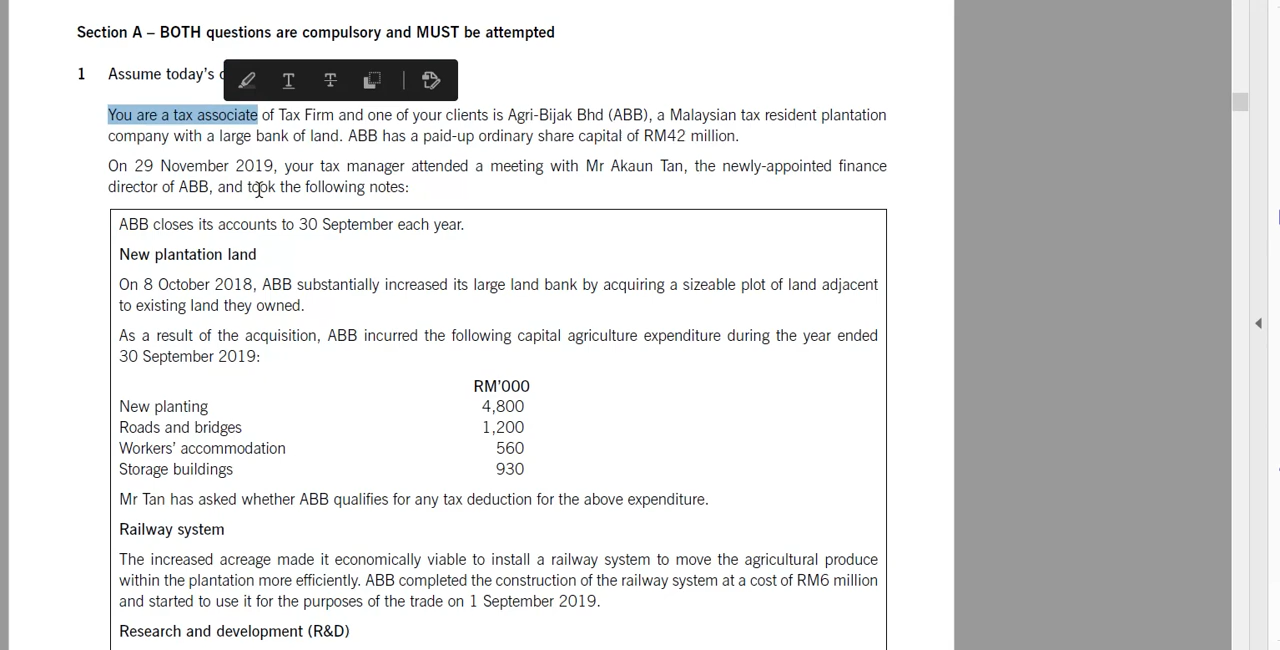 Section A – BOTH questions are compulsory and MUST be attempted
1 Assume today's
You are a tax associate of Tax Firm and one of your clients is Agri-Bijak Bhd (ABB), a Malaysian tax resident plantation
company with a large bank of land. ABB has a paid-up ordinary share capital of RM42 million.
On 29 November 2019, your tax manager attended a meeting with Mr Akaun Tan, the newly-appointed finance
director of ABB, and took the following notes:
ABB closes its accounts to 30 September each year.
New plantation land
On 8 October 2018, ABB substantially increased its large land bank by acquiring a sizeable plot of land adjacent
to existing land they owned.
As a result of the acquisition, ABB incurred the following capital agriculture expenditure during the year ended
30 September 2019:
RM'000
New planting 4,800
Roads and bridges 1,200
Workers' accommodation 560
Storage buildings 930
Mr Tan has asked whether ABB qualifies for any tax deduction for the above expenditure.
Railway system
The increased acreage made it economically viable to install a railway system to move the agricultural produce
within the plantation more efficiently. ABB completed the construction of the railway system at a cost of RM6 million
and started to use it for the purposes of the trade on 1 September 2019.
Research and development (R&D)